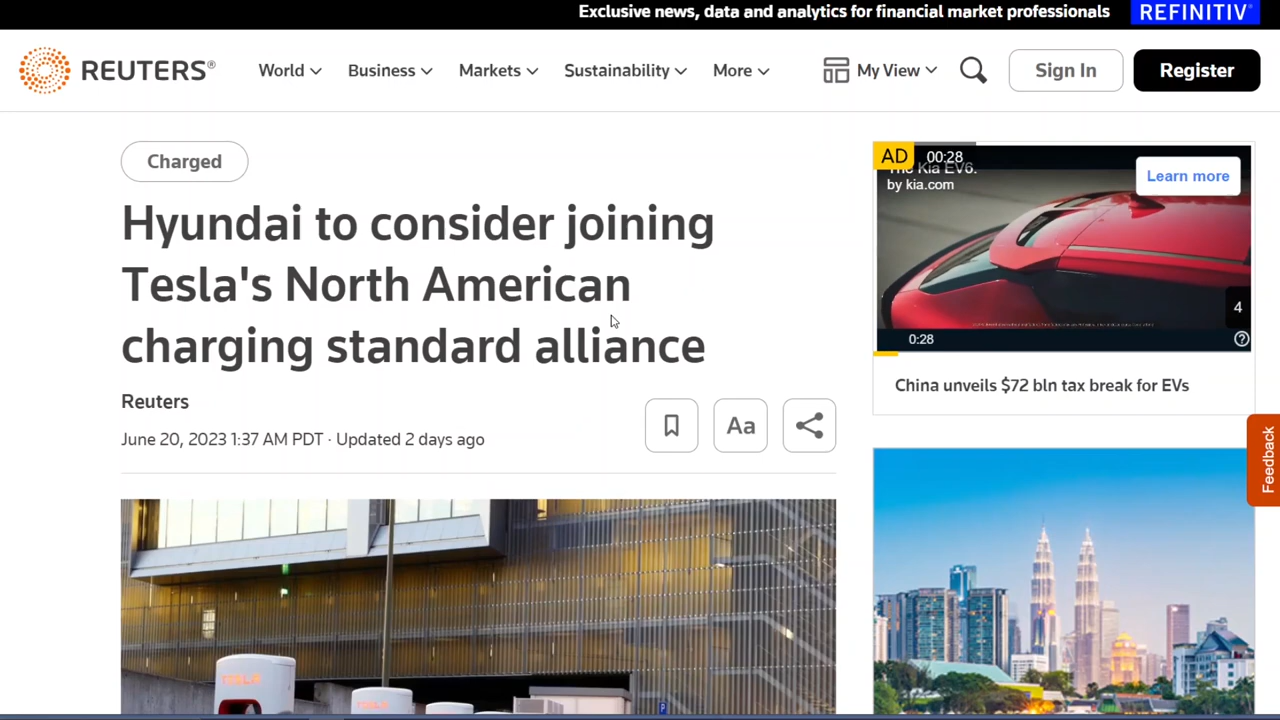 Exclusive news, data and analytics for financial market professionals
REFINITIV
REUTERS®
World
Business
Markets
Sustainability
More
My View
Sign In
Register
Charged
Hyundai to consider joining
Tesla's North American
charging standard alliance
Reuters
June 20, 2023 1:37 AM PDT · Updated 2 days ago
Aa
AD
00:28
The Kia EV6.
by kia.com
Learn more
4
0:28
China unveils $72 bln tax break for EVs
Feedback
TESLA
P